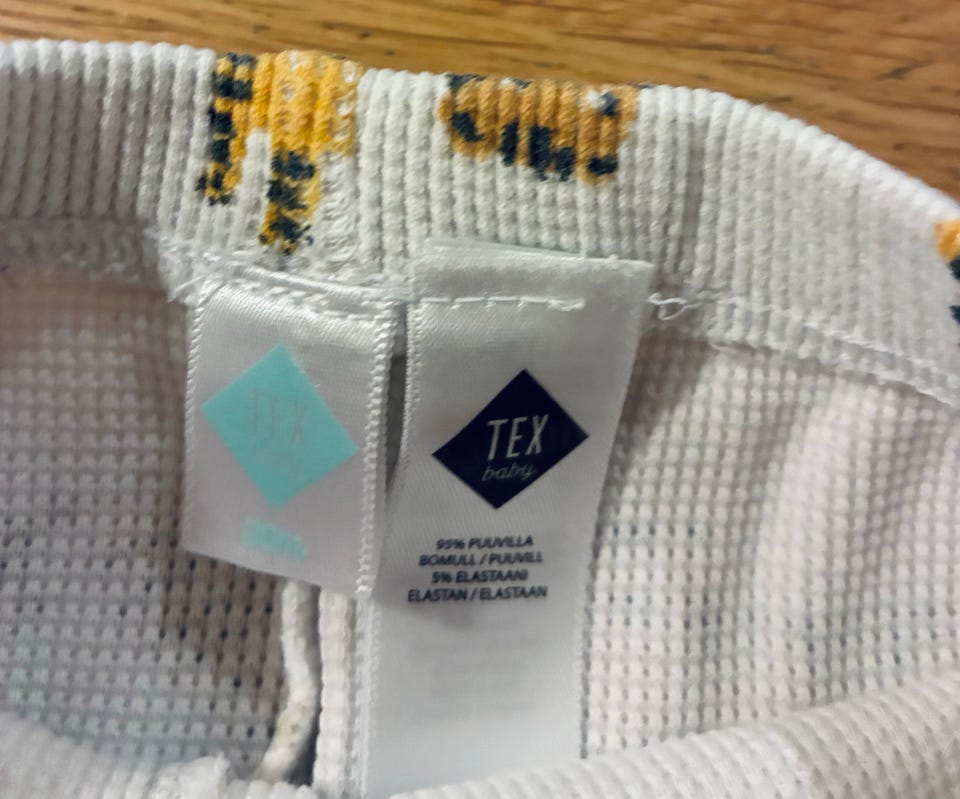 TEX
TEX
baby
95% PUUVILLA
BOMULL / PUUVILL
5% ELASTAANI
ELASTAN / ELASTAAN